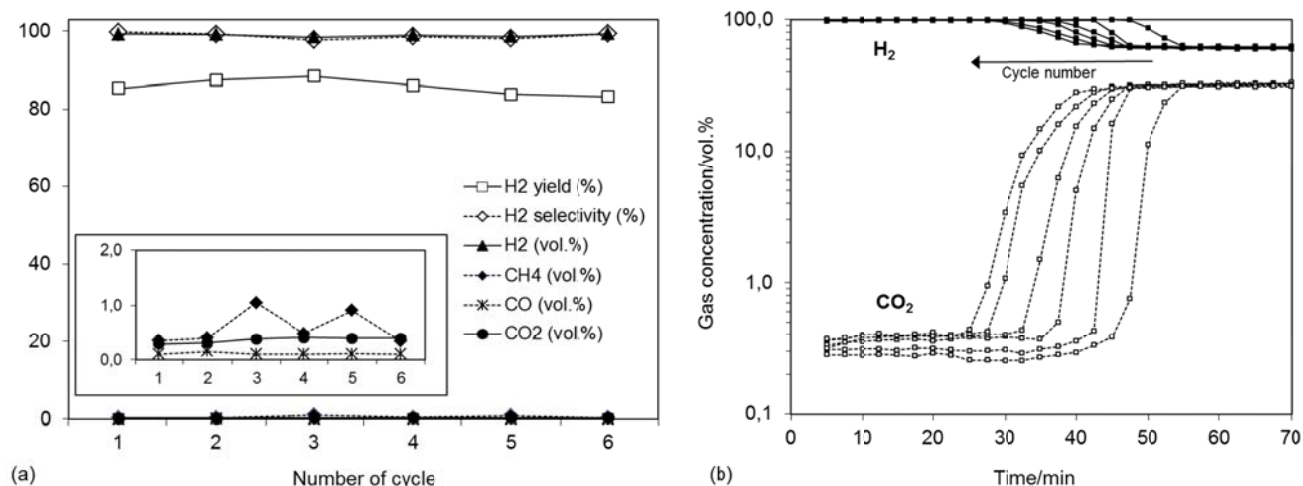 100
80
60
40
20
0
H2 yield (%)
H2 selectivity (%)
H2 (vol.%)
CH4 (vol.%)
CO (vol.%)
CO2 (vol.%)
2,0
1,0
0,0
1 2 3 4 5 6
1 2 3 4 5 6
(a)
Number of cycle
Gas concentration/vol.%
100,0
10,0
1,0
0,1
H₂
Cycle number
CO₂
0 10 20 30 40 50 60 70
(b)
Time/min